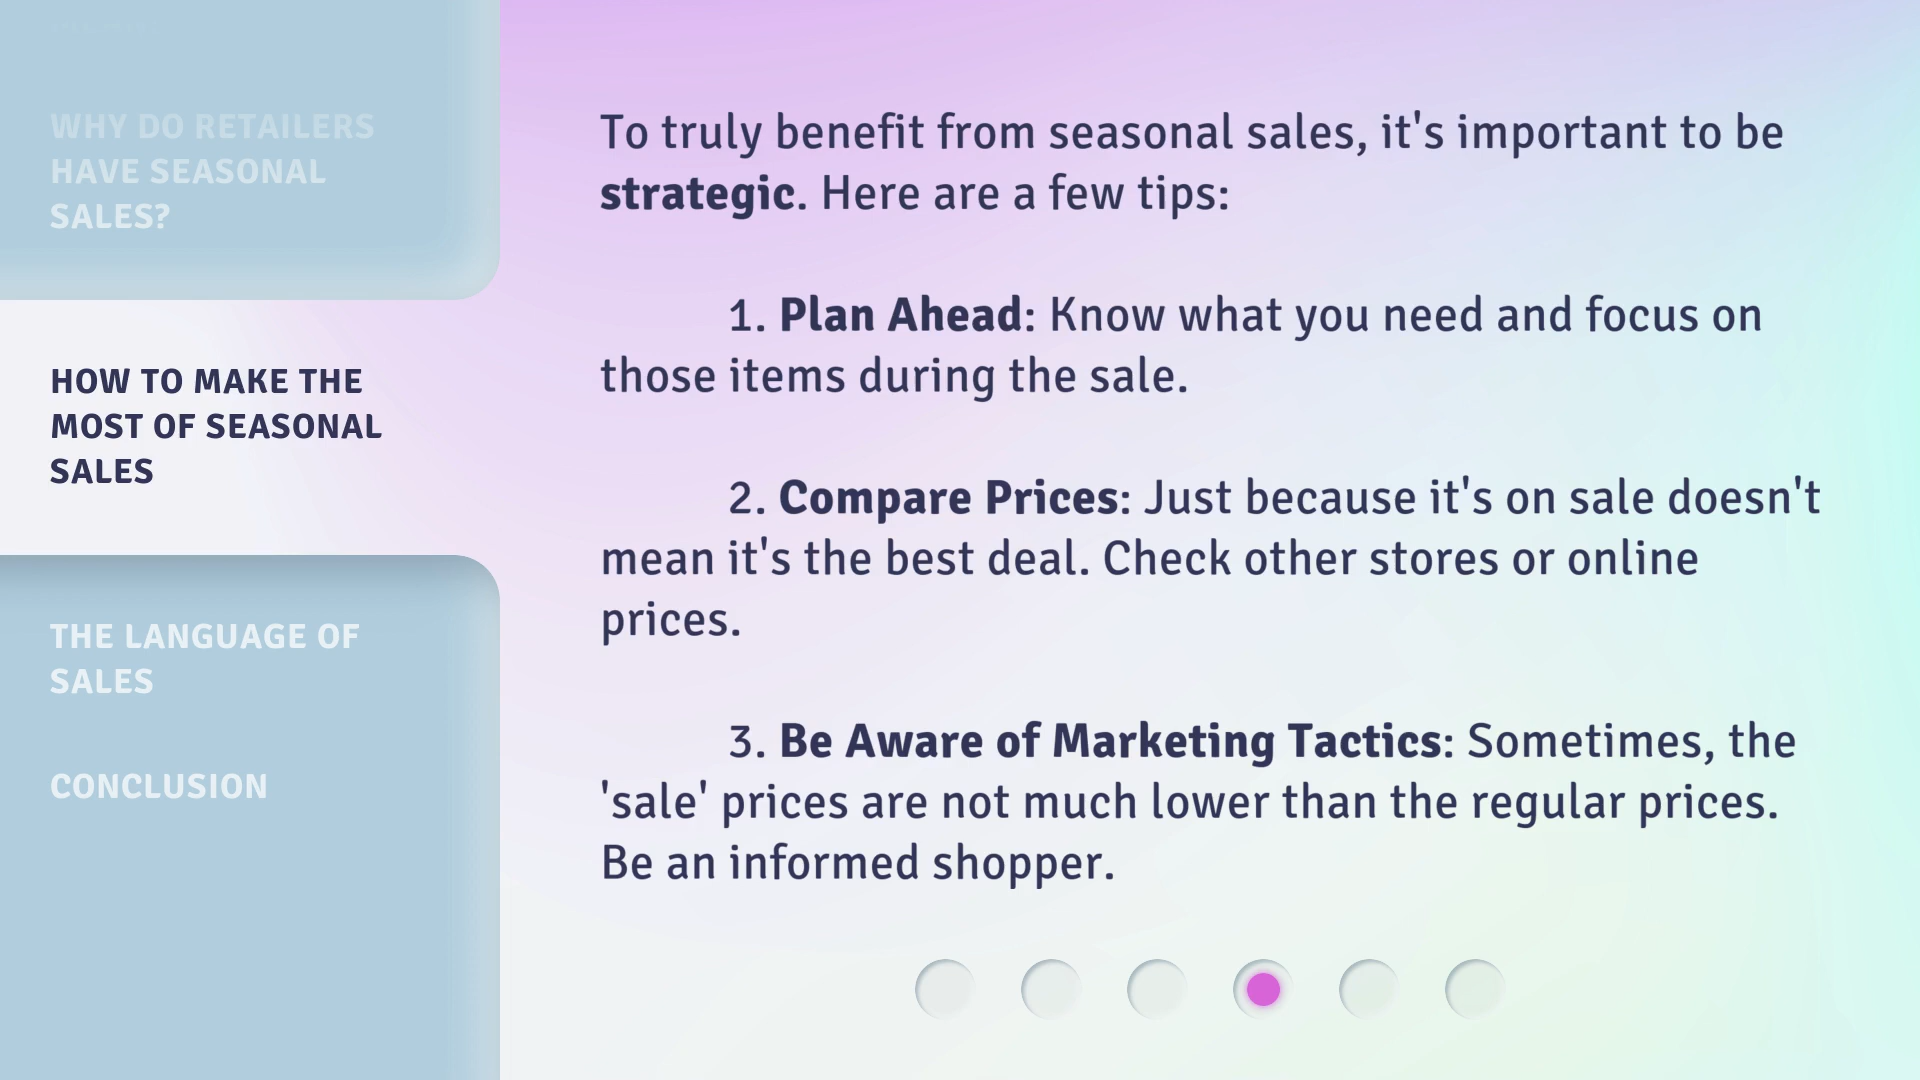 WHY DO RETAILERS
HAVE SEASONAL
SALES?
HOW TO MAKE THE
MOST OF SEASONAL
SALES
THE LANGUAGE OF
SALES
CONCLUSION
To truly benefit from seasonal sales, it's important to be
strategic. Here are a few tips:
1. Plan Ahead: Know what you need and focus on
those items during the sale.
2. Compare Prices: Just because it's on sale doesn't
mean it's the best deal. Check other stores or online
prices.
3. Be Aware of Marketing Tactics: Sometimes, the
'sale' prices are not much lower than the regular prices.
Be an informed shopper.